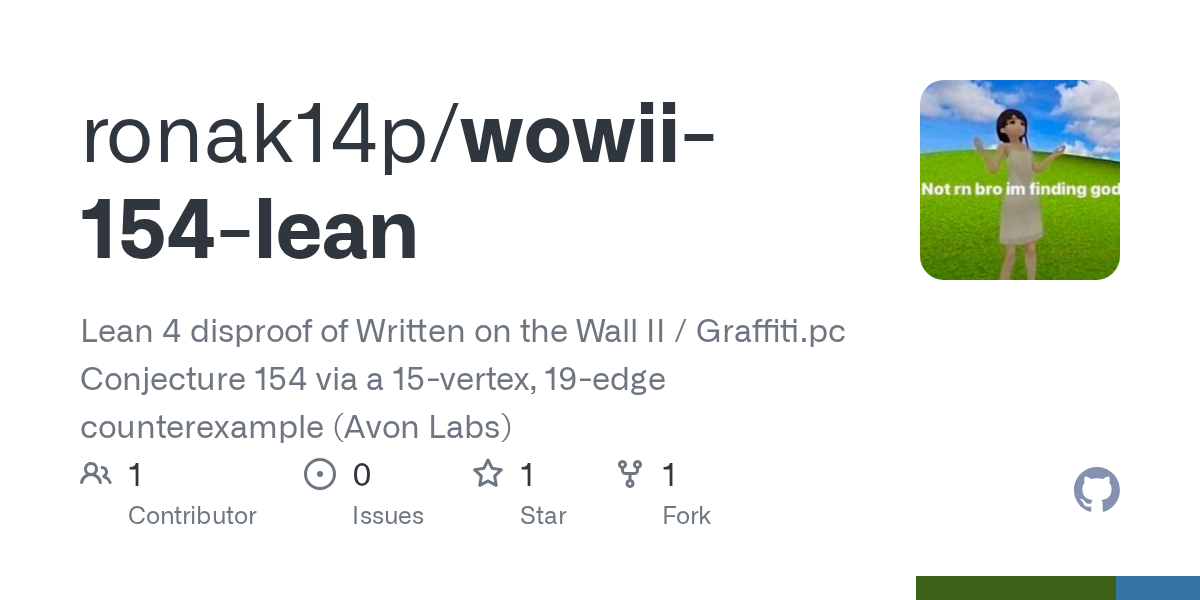 ronak14p/wowii-
154-lean
Not rn bro im finding god
Lean 4 disproof of Written on the Wall II / Graffiti.pc
Conjecture 154 via a 15-vertex, 19-edge
counterexample (Avon Labs)
1 0 1 1
Contributor Issues Star Fork